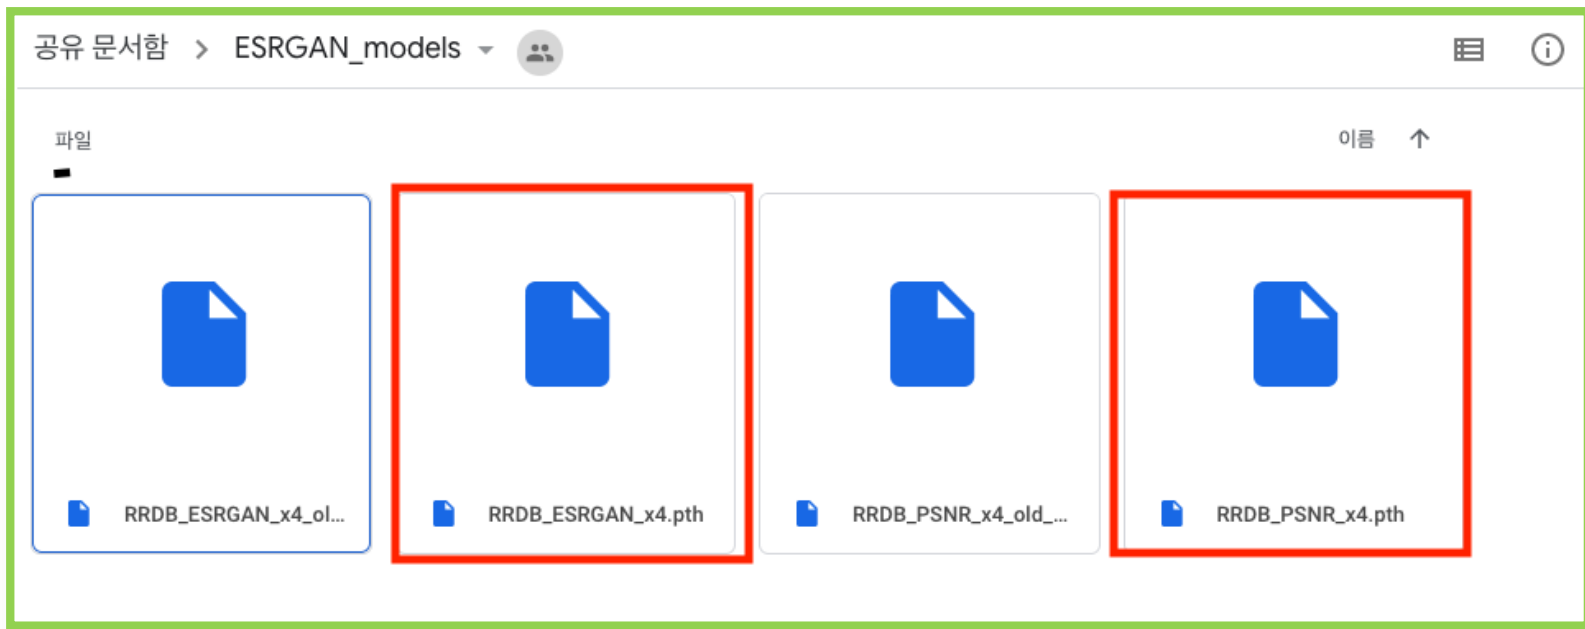 공유 문서함 > ESRGAN_models
파일
이름
RRDB_ESRGAN_x4_ol...
RRDB_ESRGAN_x4.pth
RRDB_PSNR_x4_old_...
RRDB_PSNR_x4.pth